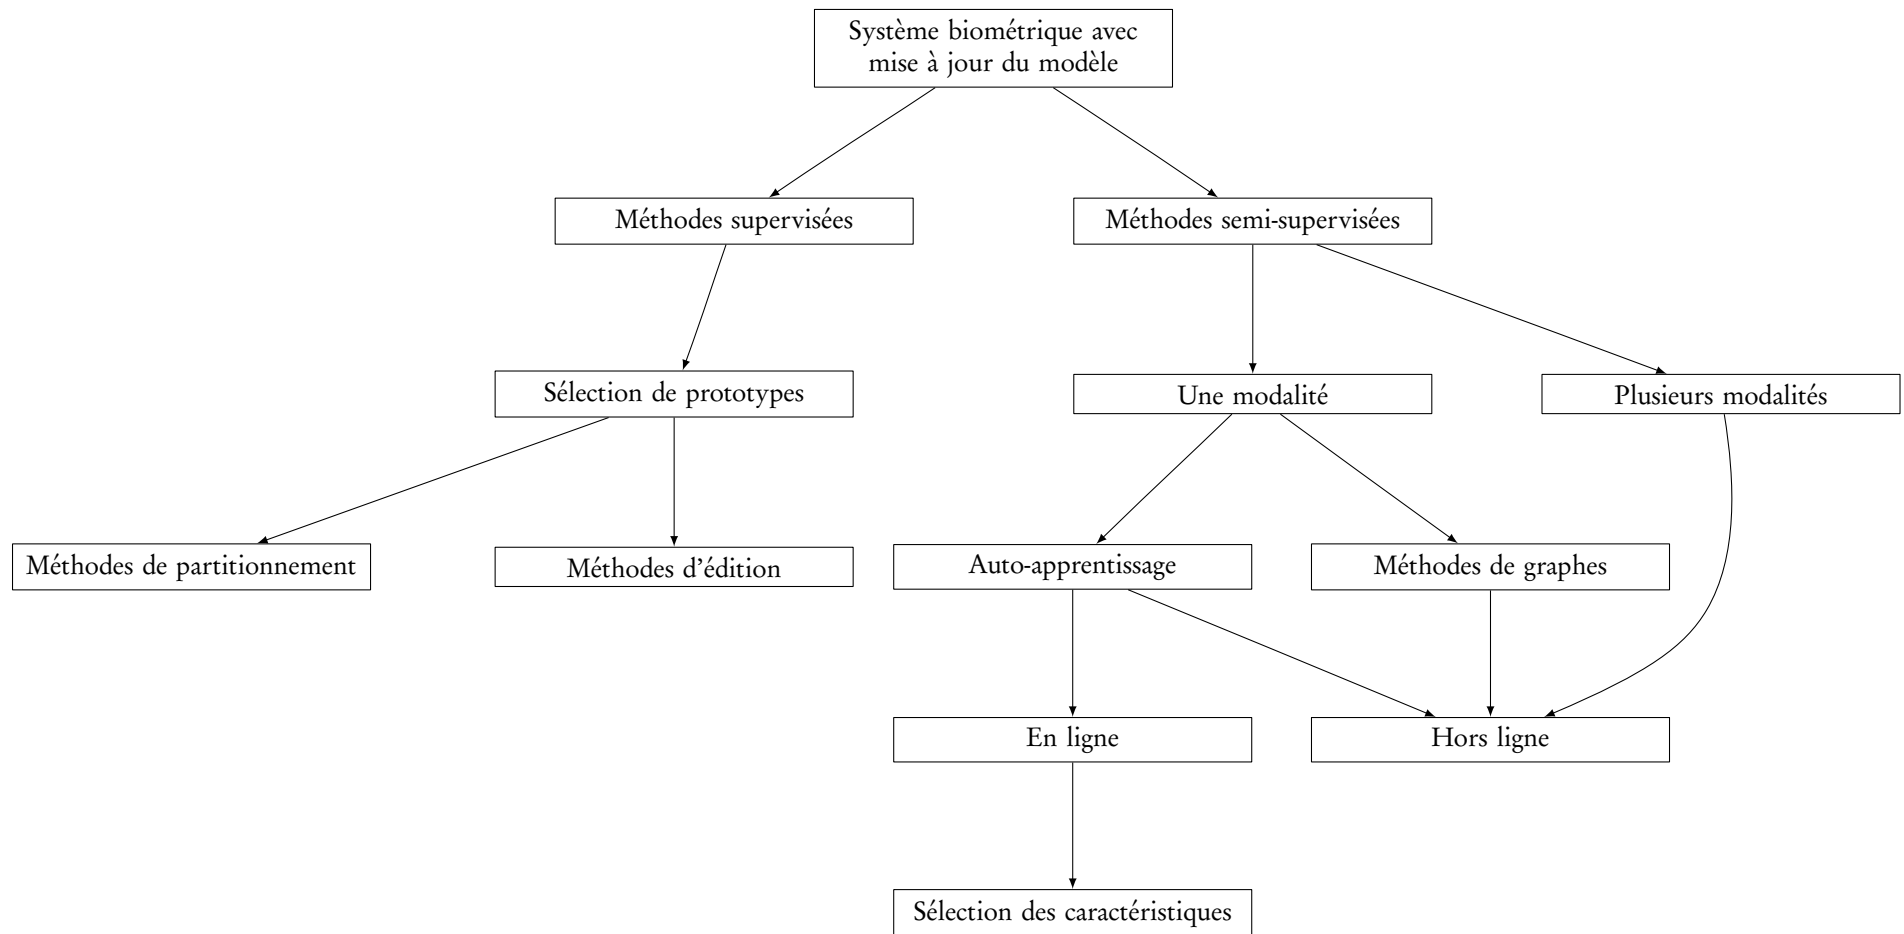 Système biométrique avec
mise à jour du modèle
Méthodes supervisées
Méthodes semi-supervisées
Sélection de prototypes
Une modalité
Plusieurs modalités
Méthodes de partitionnement
Méthodes d’édition
Auto-apprentissage
Méthodes de graphes
En ligne
Hors ligne
Sélection des caractéristiques